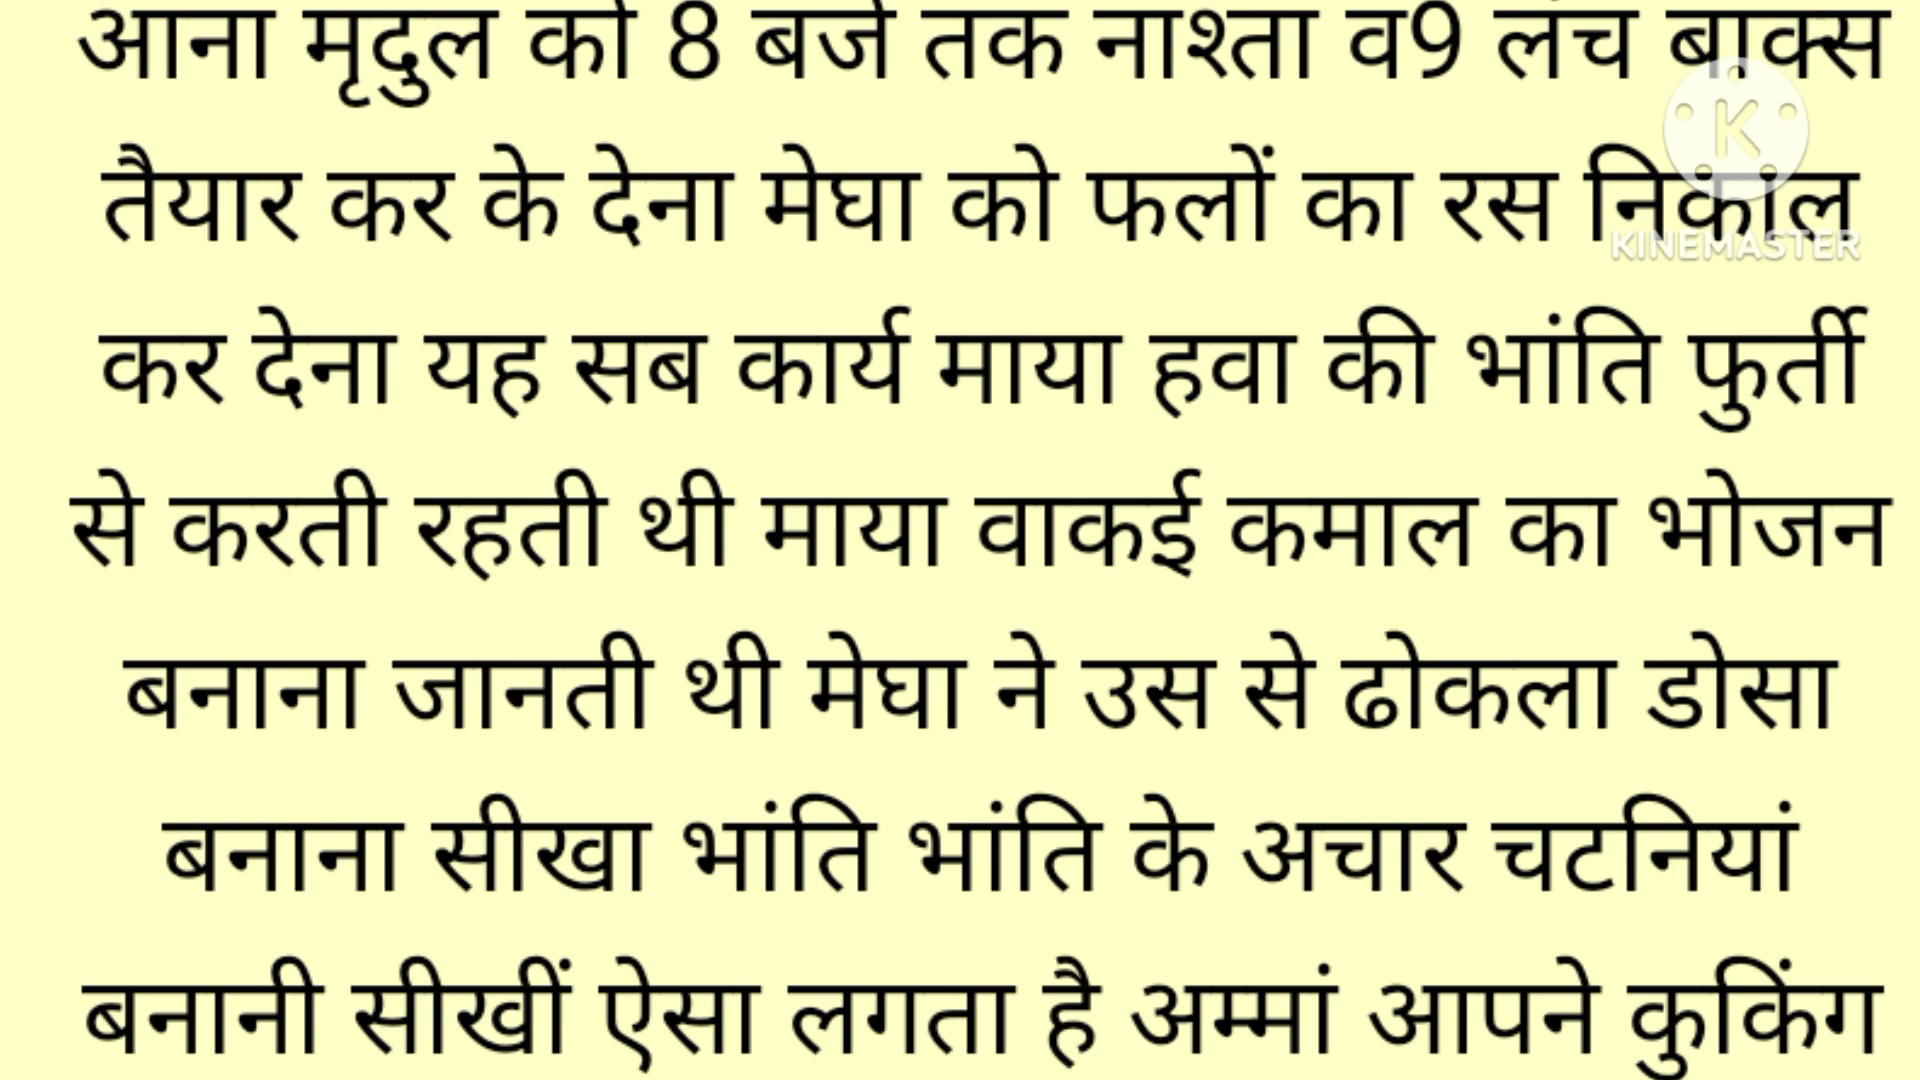 आना मृदुल को 8 बजे तक नाश्ता व9 लंच बाक्स
तैयार कर के देना मेघा को फलों का रस निकाल
KINEMASTER
कर देना यह सब कार्य माया हवा की भांति फुर्ती
से करती रहती थी माया वाकई कमाल का भोजन
बनाना जानती थी मेघा ने उस से ढोकला डोसा
बनाना सीखा भांति भांति के अचार चटनियां
बनानी सीखीं ऐसा लगता है अम्मां आपने कुकिंग